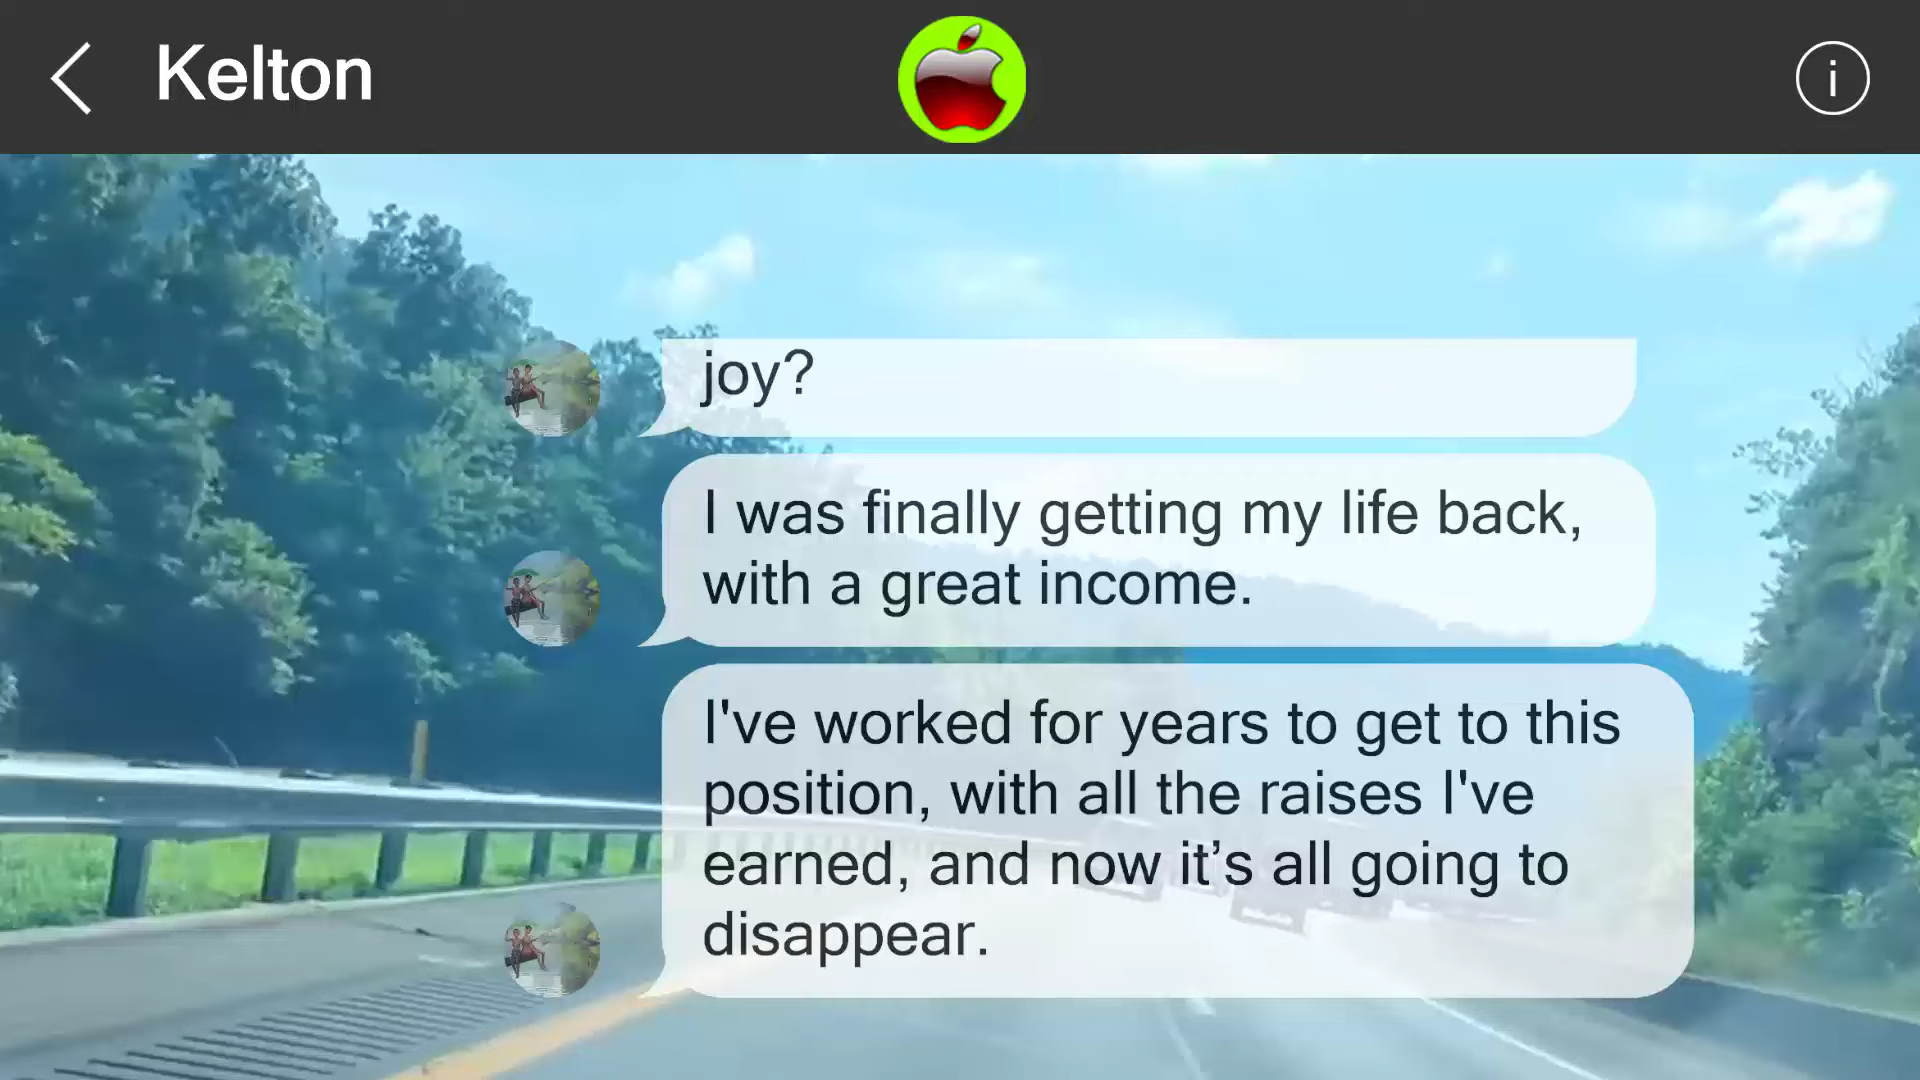 Kelton
i
joy?
I was finally getting my life back,
with a great income.
I've worked for years to get to this
position, with all the raises I've
earned, and now it’s all going to
disappear.